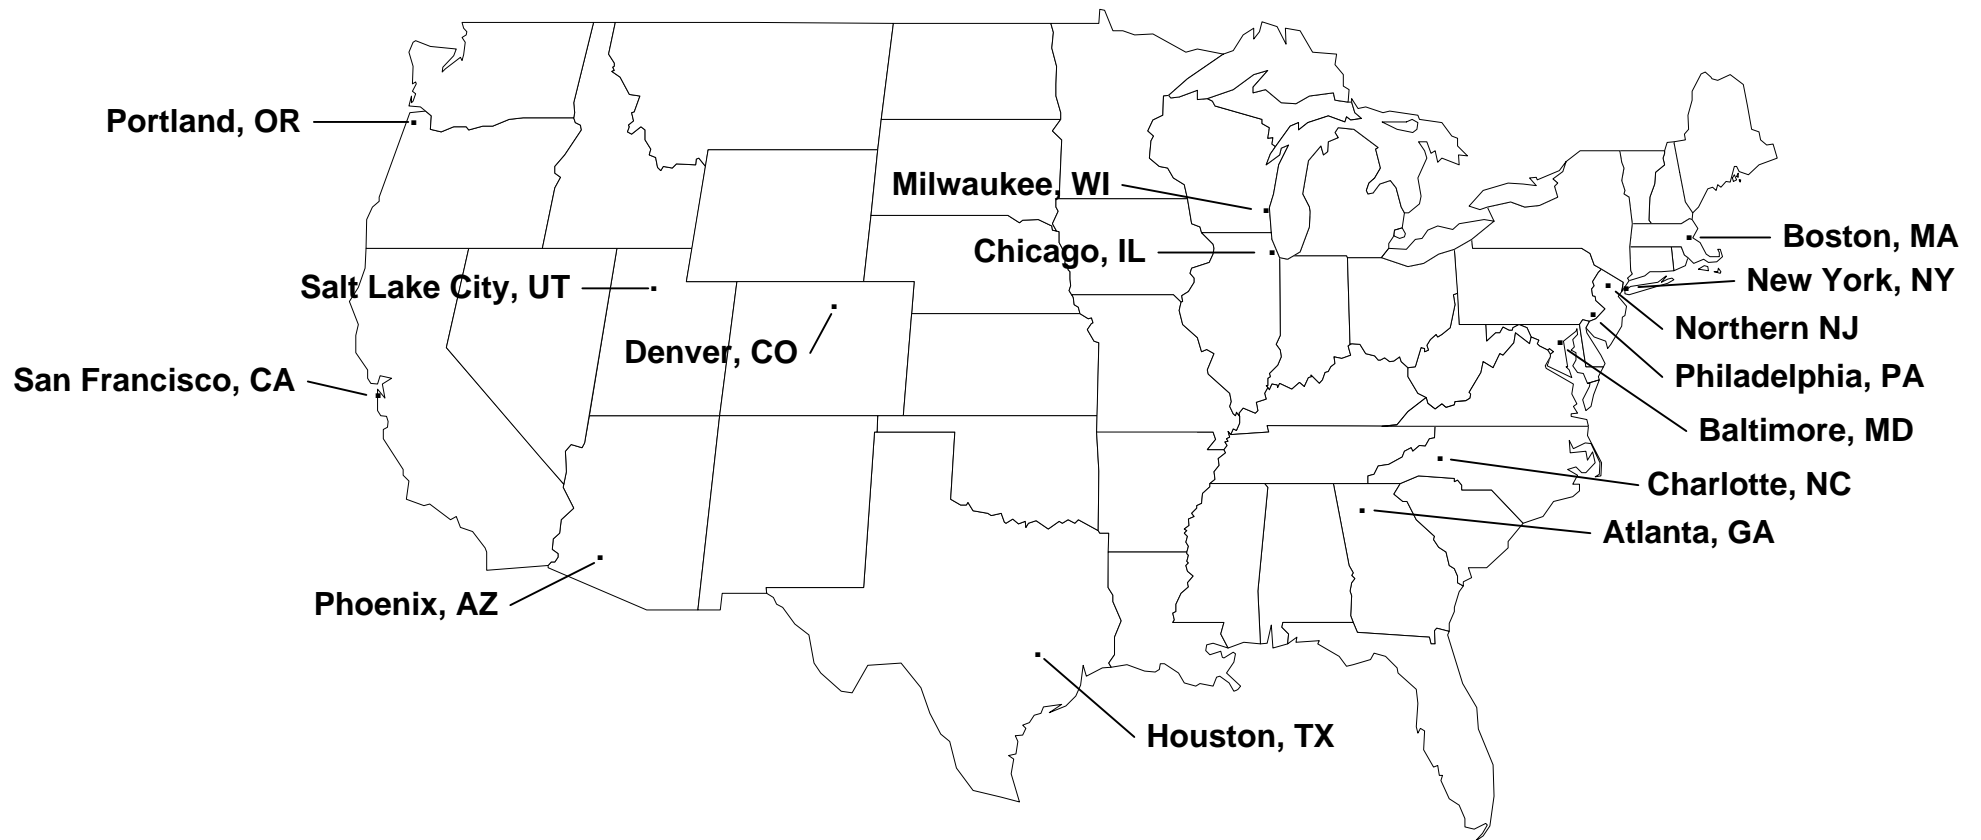 Portland, OR
Milwaukee, WI
Boston, MA
Chicago, IL
New York, NY
Salt Lake City, UT
Northern NJ
Denver, CO
San Francisco, CA
Philadelphia, PA
Baltimore, MD
Charlotte, NC
Atlanta, GA
Phoenix, AZ
Houston, TX